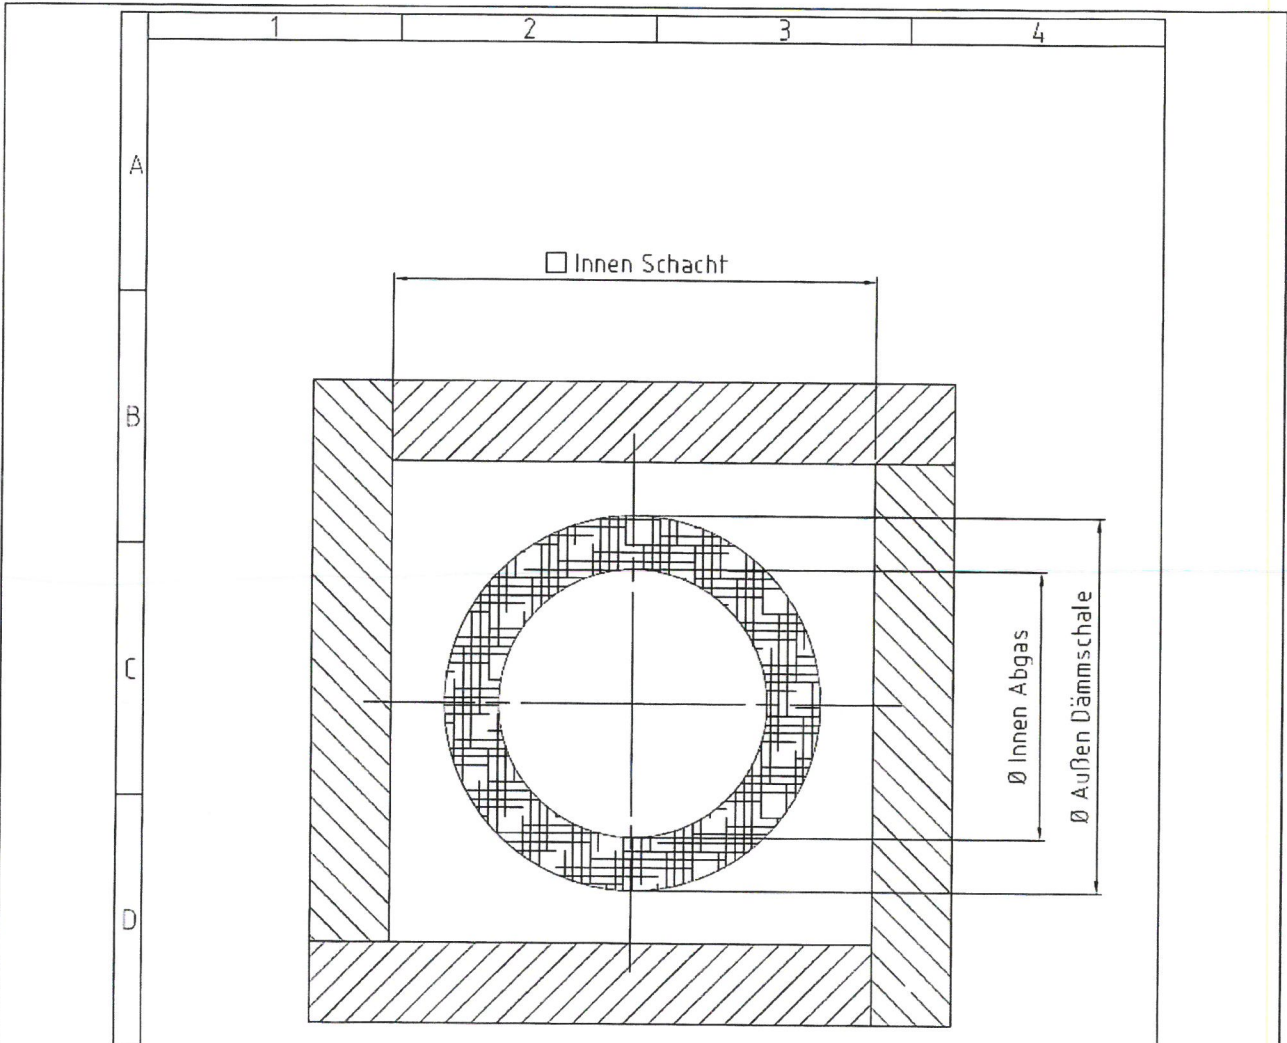 1 2 3 4
A
□ Innen Schacht
B
C
Ø Innen Abgas
Ø Außen Dämmschale
D